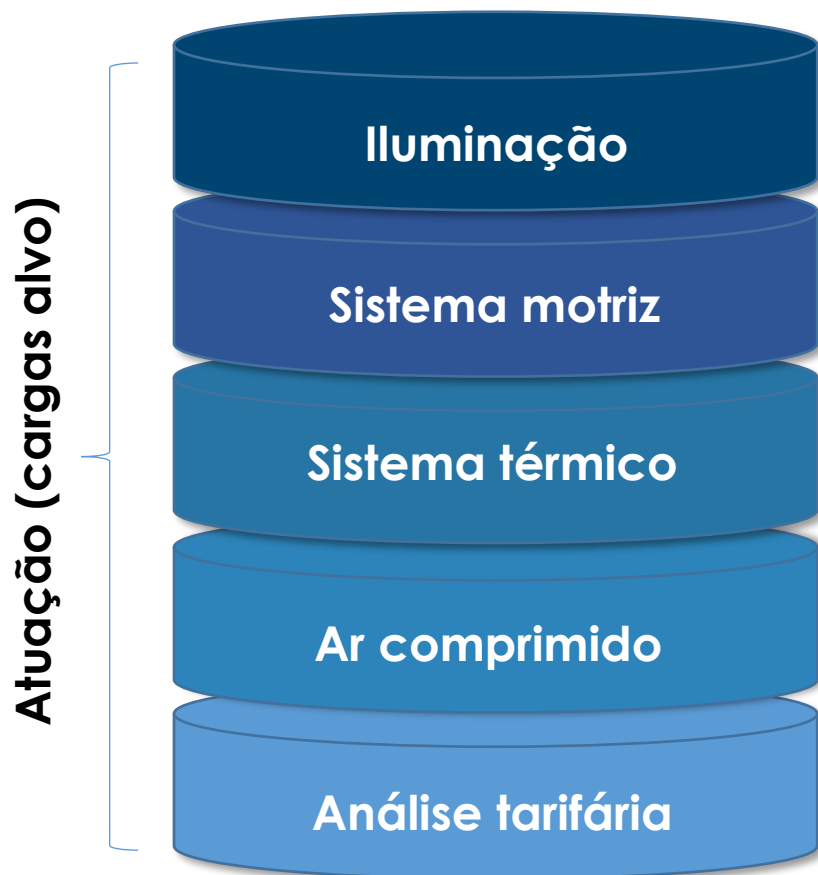 Atuação (cargas alvo)
Iluminação
Sistema motriz
Sistema térmico
Ar comprimido
Análise tarifária